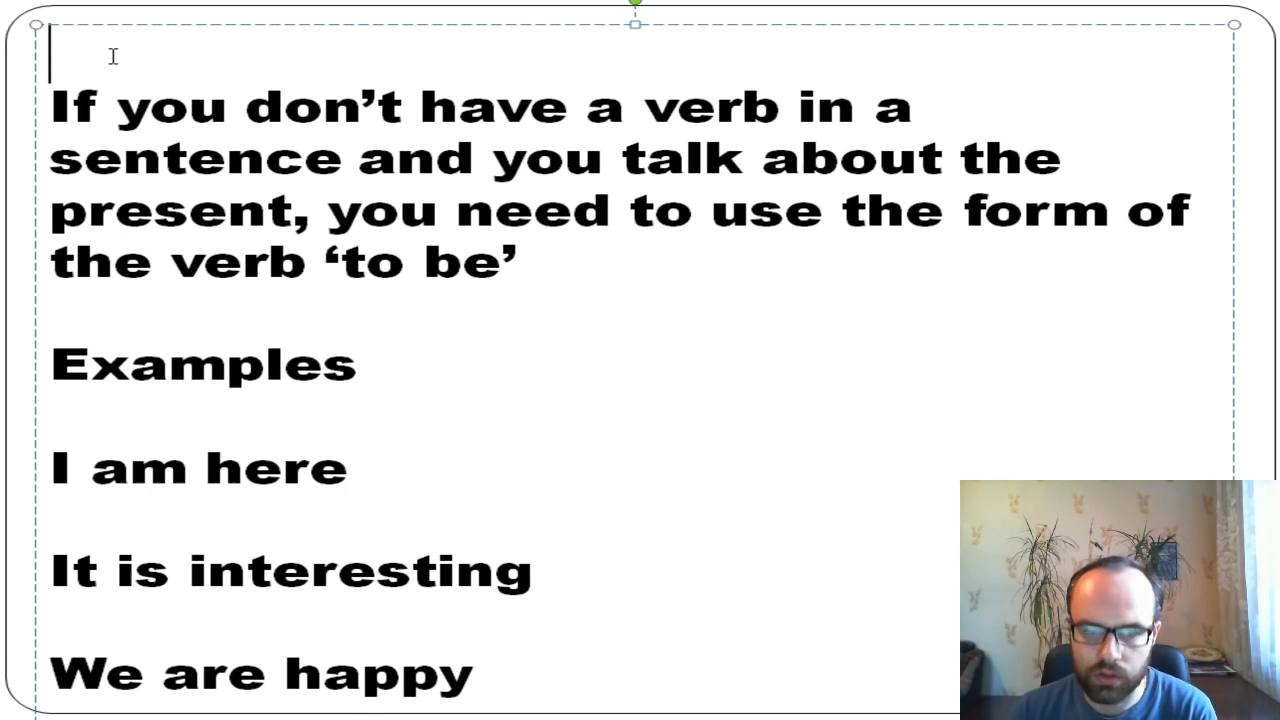 If you don’t have a verb in a
sentence and you talk about the
present, you need to use the form of
the verb ‘to be’
Examples
I am here
It is interesting
We are happy